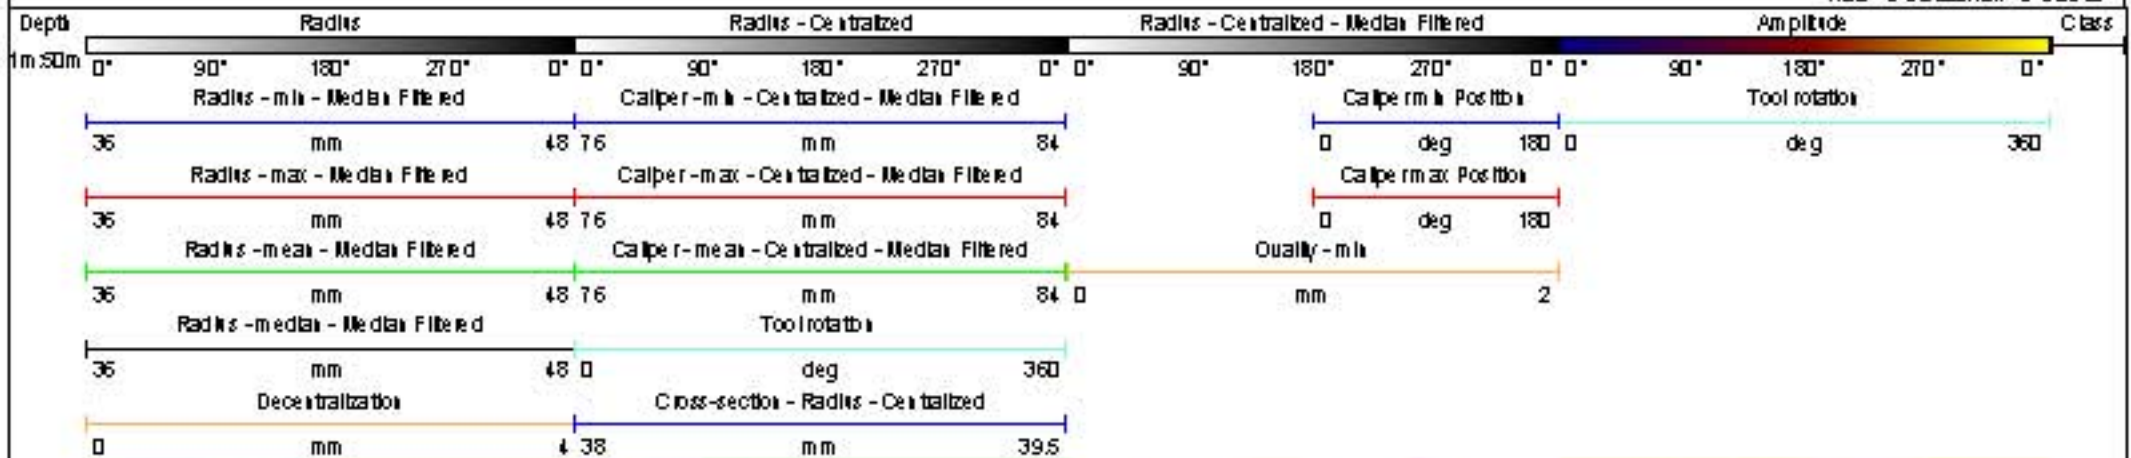 Depth Radius Radius - Centralized Radius - Centralized - Median Filtered Amplitude Class
1m:50m 0° 90° 180° 270° 0° 0° 90° 180° 270° 0° 0° 90° 180° 270° 0° 0° 90° 180° 270° 0°
Radius - min - Median Filtered Caliper - min - Centralized - Median Filtered Caliper min Position Tool rotation
36 mm 48 76 mm 84 0 deg 180 0 deg 360
Radius - max - Median Filtered Caliper - max - Centralized - Median Filtered Caliper max Position
36 mm 48 76 mm 84 0 deg 180
Radius - mean - Median Filtered Caliper - mean - Centralized - Median Filtered Quality - min
36 mm 48 76 mm 84 0 mm 2
Radius - median - Median Filtered Tool rotation
36 mm 48 0 deg 360
Decentralization Cross-section - Radius - Centralized
0 mm 4 38 mm 39.5